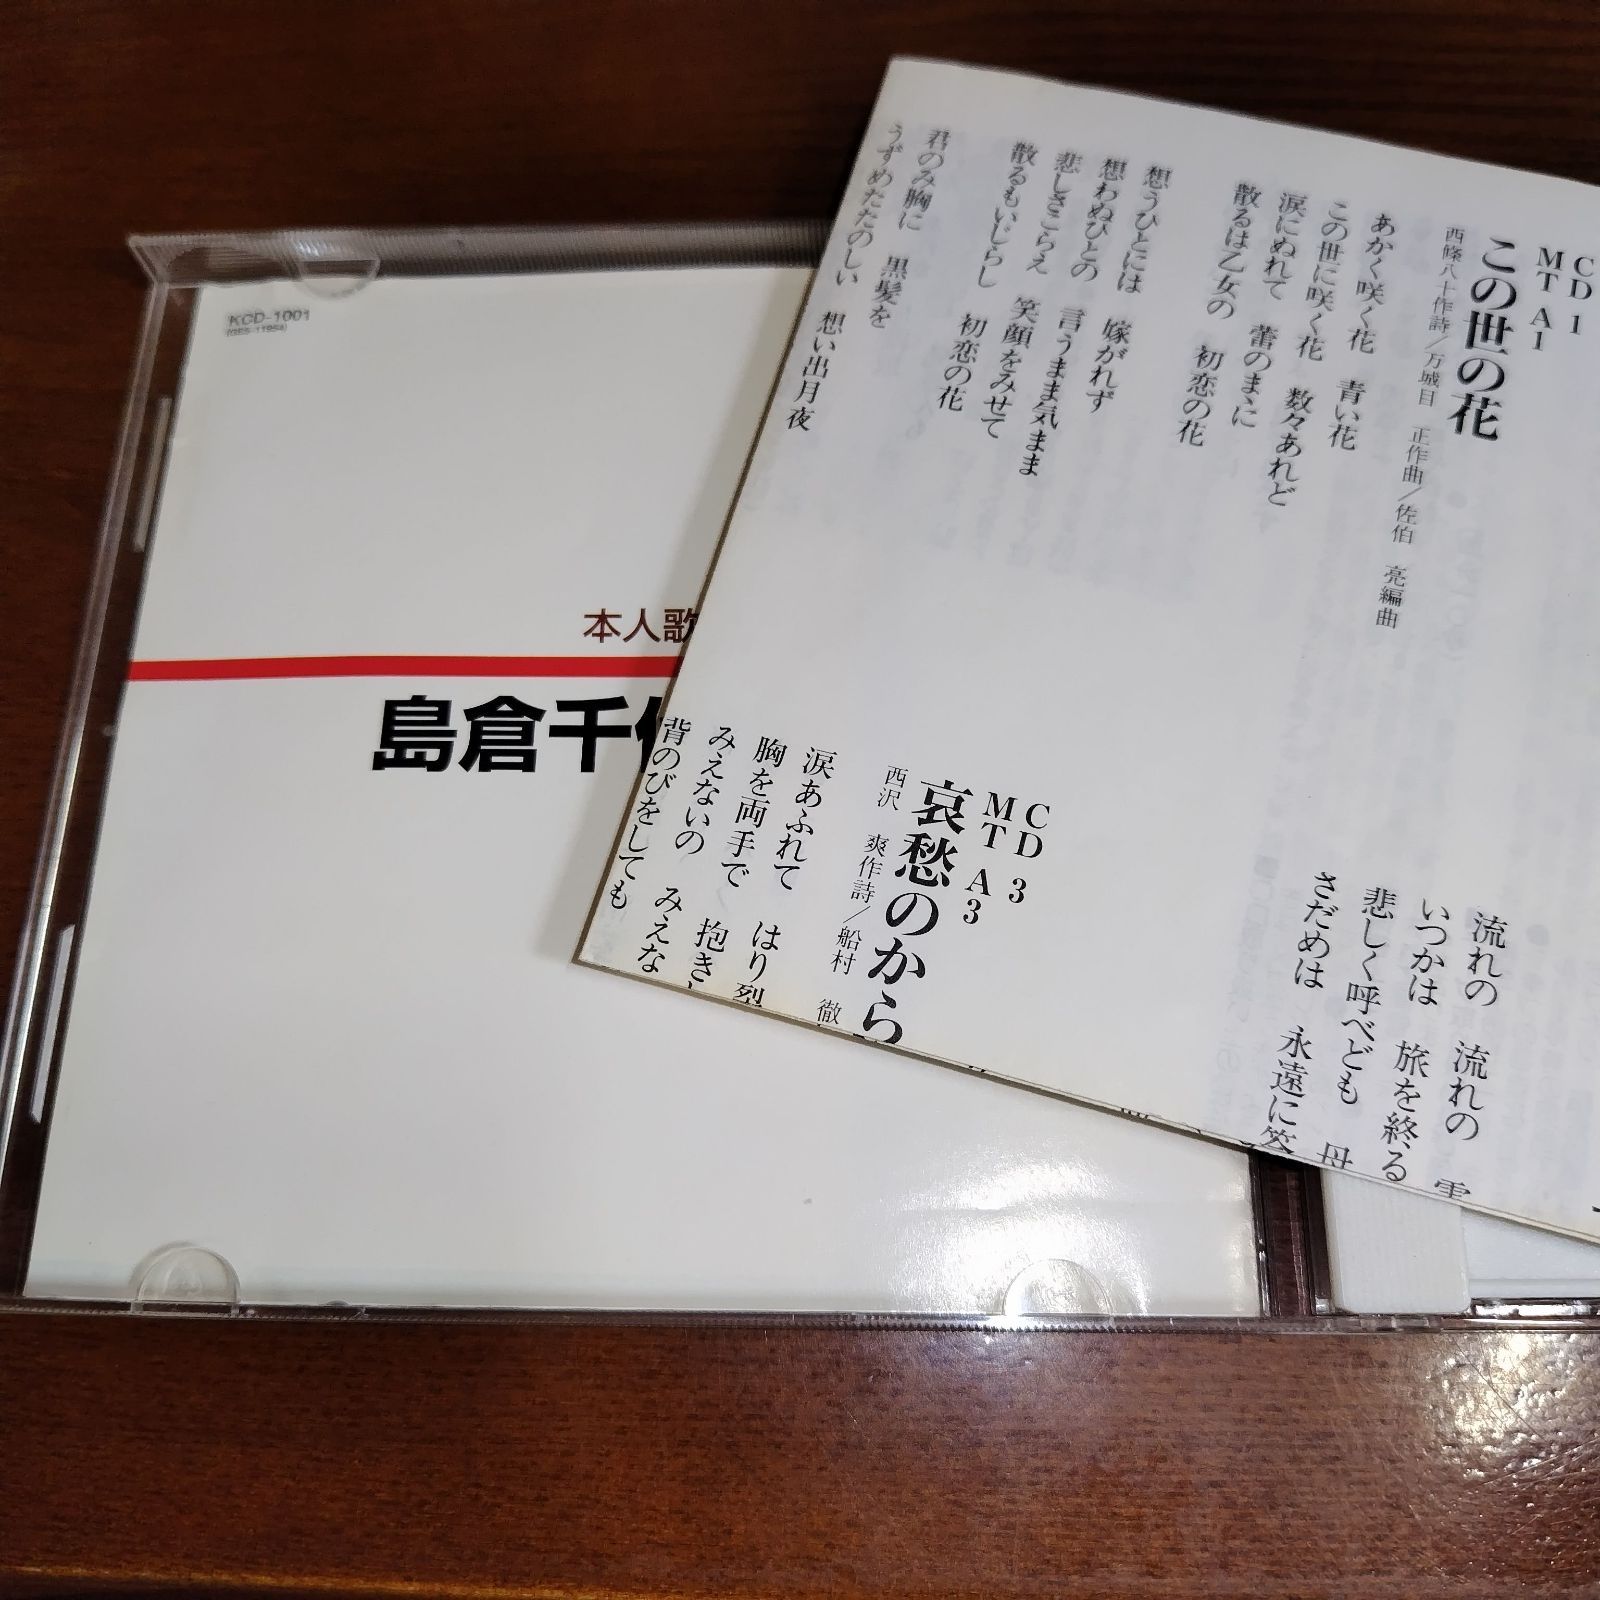 KCD-1001
本人歌
島倉千
CD 1
MT A1
この世の花
西條八十作詩／万城目 正作曲／佐伯 亮編曲
あかく咲く花 青い花
この世に咲く花 数々あれど
涙にぬれて 蕾のまゝに
散るは乙女の 初恋の花
想うひとには 嫁がれず
想わぬひとの 言うまま気まま
悲しさこらえ 笑顔をみせて
散るもいじらし 初恋の花
君のみ胸に 黒髪を
うずめたたのしい 想い出月夜
流れの 流れの
いつかは 旅を終る
悲しく呼べども 母
さだめは 永遠に笑
CD 3
MT A3
哀愁のから
西沢 爽作詩／船村 徹
涙あふれて はり裂
胸を両手で 抱き
みえないの みえな
背のびをしても